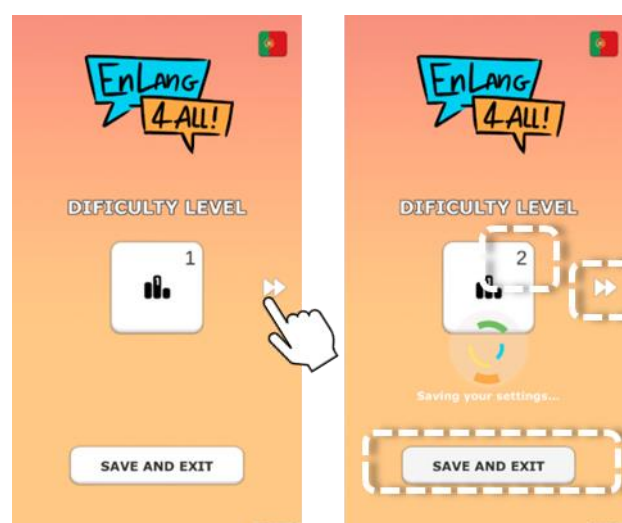 EnLang
4 ALL!
DIFICULTY LEVEL
1
SAVE AND EXIT
EnLang
4 ALL!
DIFICULTY LEVEL
2
Saving your settings...
SAVE AND EXIT